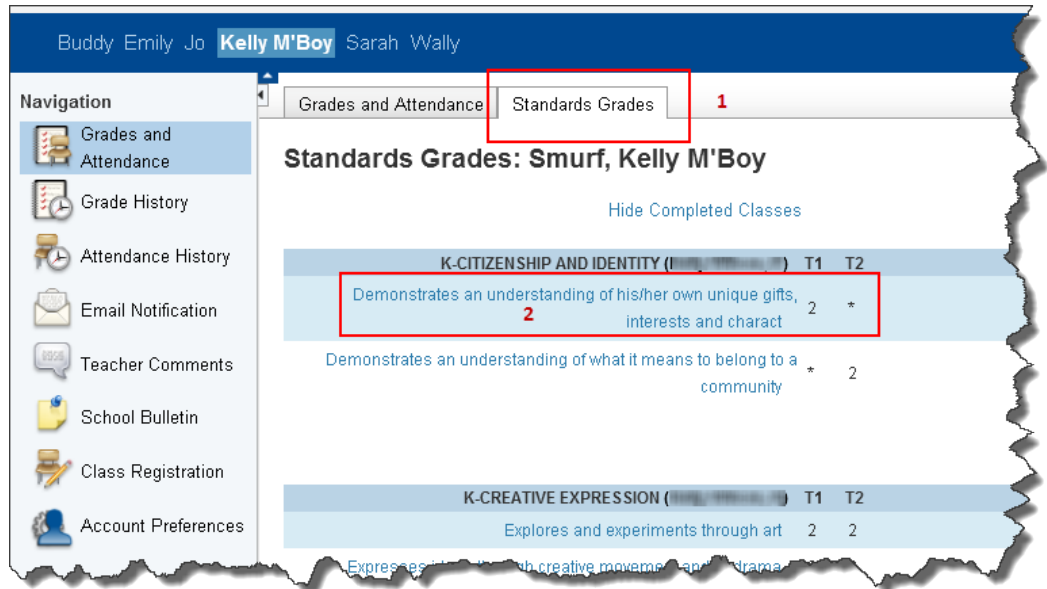 Buddy Emily Jo Kelly M'Boy Sarah Wally
Navigation
Grades and
Attendance
Grade History
Attendance History
Email Notification
Teacher Comments
School Bulletin
Class Registration
Account Preferences
Grades and Attendance Standards Grades 1
Standards Grades: Smurf, Kelly M'Boy
Hide Completed Classes
K-CITIZENSHIP AND IDENTITY ( ) T1 T2
Demonstrates an understanding of his/her own unique gifts,
interests and charact 2 *
2
Demonstrates an understanding of what it means to belong to a
community * 2
K-CREATIVE EXPRESSION ( ) T1 T2
Explores and experiments through art 2 2
Expresses creative drama